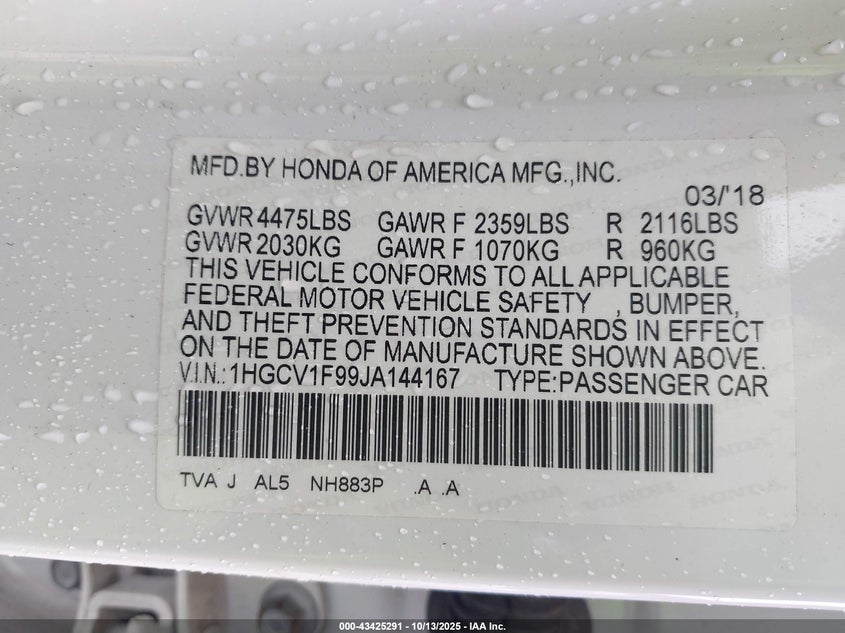 MFD.BY HONDA OF AMERICA MFG.,INC.
03/'18
GVWR 4475LBS GAWR F 2359LBS R 2116LBS
GVWR 2030KG GAWR F 1070KG R 960KG
THIS VEHICLE CONFORMS TO ALL APPLICABLE
FEDERAL MOTOR VEHICLE SAFETY , BUMPER,
AND THEFT PREVENTION STANDARDS IN EFFECT
ON THE DATE OF MANUFACTURE SHOWN ABOVE.
V.I.N.:1HGCV1F99JA144167 TYPE:PASSENGER CAR
TVA J AL5 NH883P .A .A
000-43425291 - 10/13/2025 - IAA Inc.